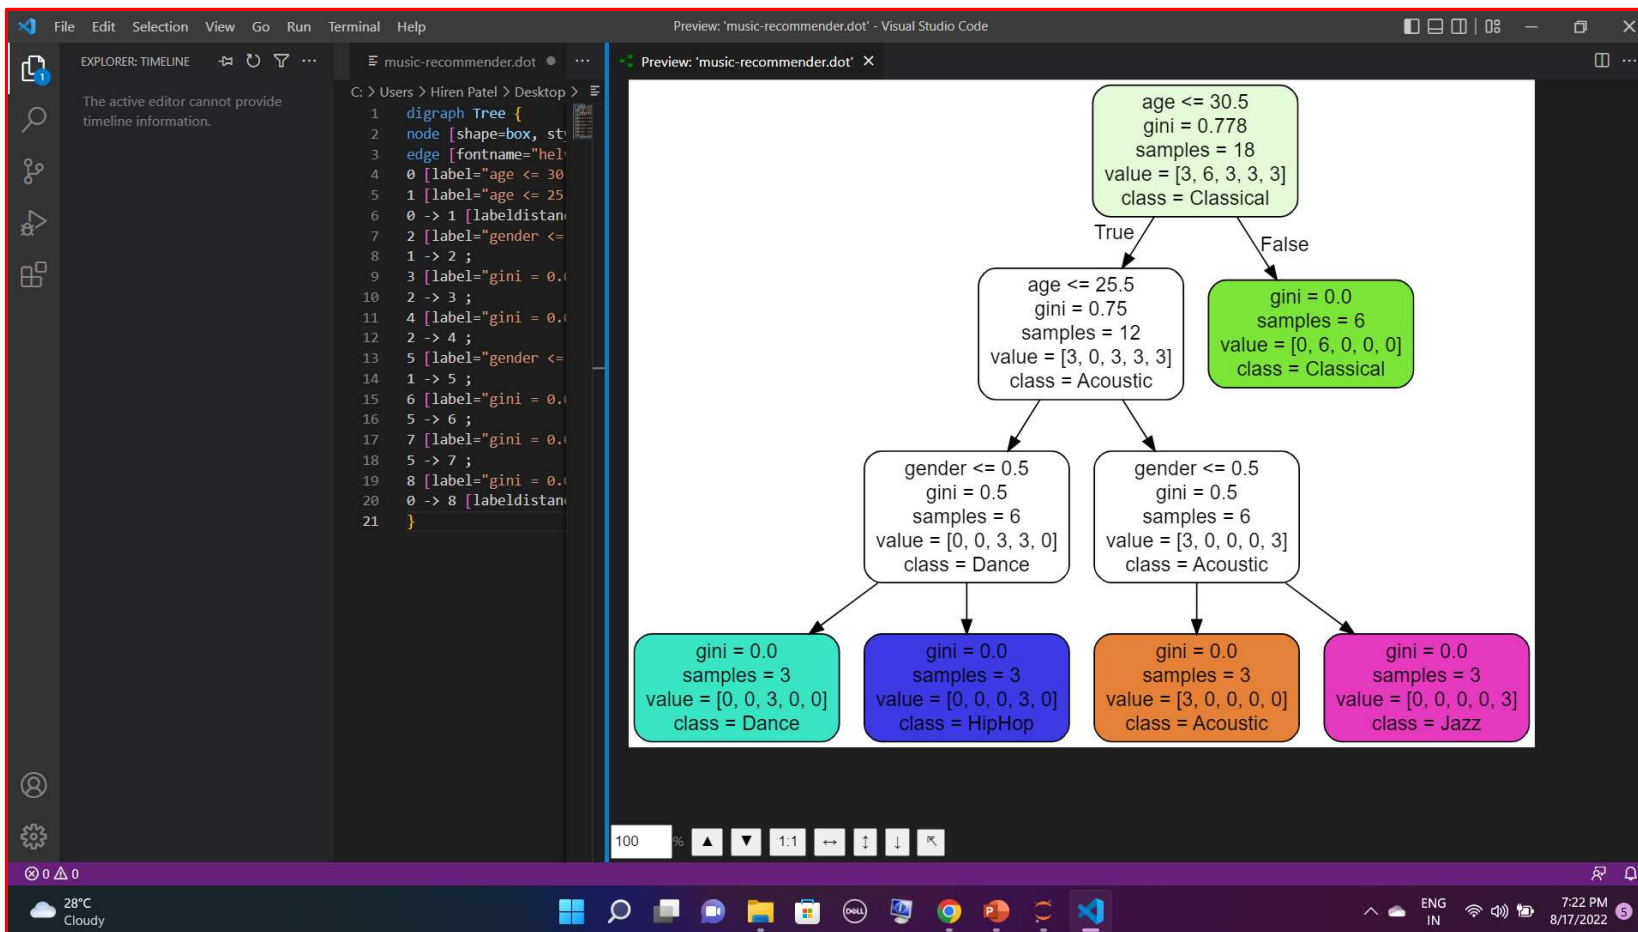 File Edit Selection View Go Run Terminal Help
Preview: 'music-recommender.dot' - Visual Studio Code
EXPLORER: TIMELINE
The active editor cannot provide
timeline information.
1
music-recommender.dot
C: > Users > Hiren Patel > Desktop >
1 digraph Tree {
2 node [shape=box, sty
3 edge [fontname="hel
4 0 [label="age <= 30
5 1 [label="age <= 25
6 0 -> 1 [labeldistan
7 2 [label="gender <=
8 1 -> 2 ;
9 3 [label="gini = 0.
10 2 -> 3 ;
11 4 [label="gini = 0.
12 2 -> 4 ;
13 5 [label="gender <=
14 1 -> 5 ;
15 6 [label="gini = 0.
16 5 -> 6 ;
17 7 [label="gini = 0.
18 5 -> 7 ;
19 8 [label="gini = 0.
20 0 -> 8 [labeldistan
21 }
Preview: 'music-recommender.dot'
age <= 30.5
gini = 0.778
samples = 18
value = [3, 6, 3, 3, 3]
class = Classical
True
False
age <= 25.5
gini = 0.75
samples = 12
value = [3, 0, 3, 3, 3]
class = Acoustic
gini = 0.0
samples = 6
value = [0, 6, 0, 0, 0]
class = Classical
gender <= 0.5
gini = 0.5
samples = 6
value = [0, 0, 3, 3, 0]
class = Dance
gender <= 0.5
gini = 0.5
samples = 6
value = [3, 0, 0, 0, 3]
class = Acoustic
gini = 0.0
samples = 3
value = [0, 0, 3, 0, 0]
class = Dance
gini = 0.0
samples = 3
value = [0, 0, 0, 3, 0]
class = HipHop
gini = 0.0
samples = 3
value = [3, 0, 0, 0, 0]
class = Acoustic
gini = 0.0
samples = 3
value = [0, 0, 0, 0, 3]
class = Jazz
100 %
1:1
0 0
28°C
Cloudy
DELL
ENG
IN
7:22 PM
8/17/2022
5